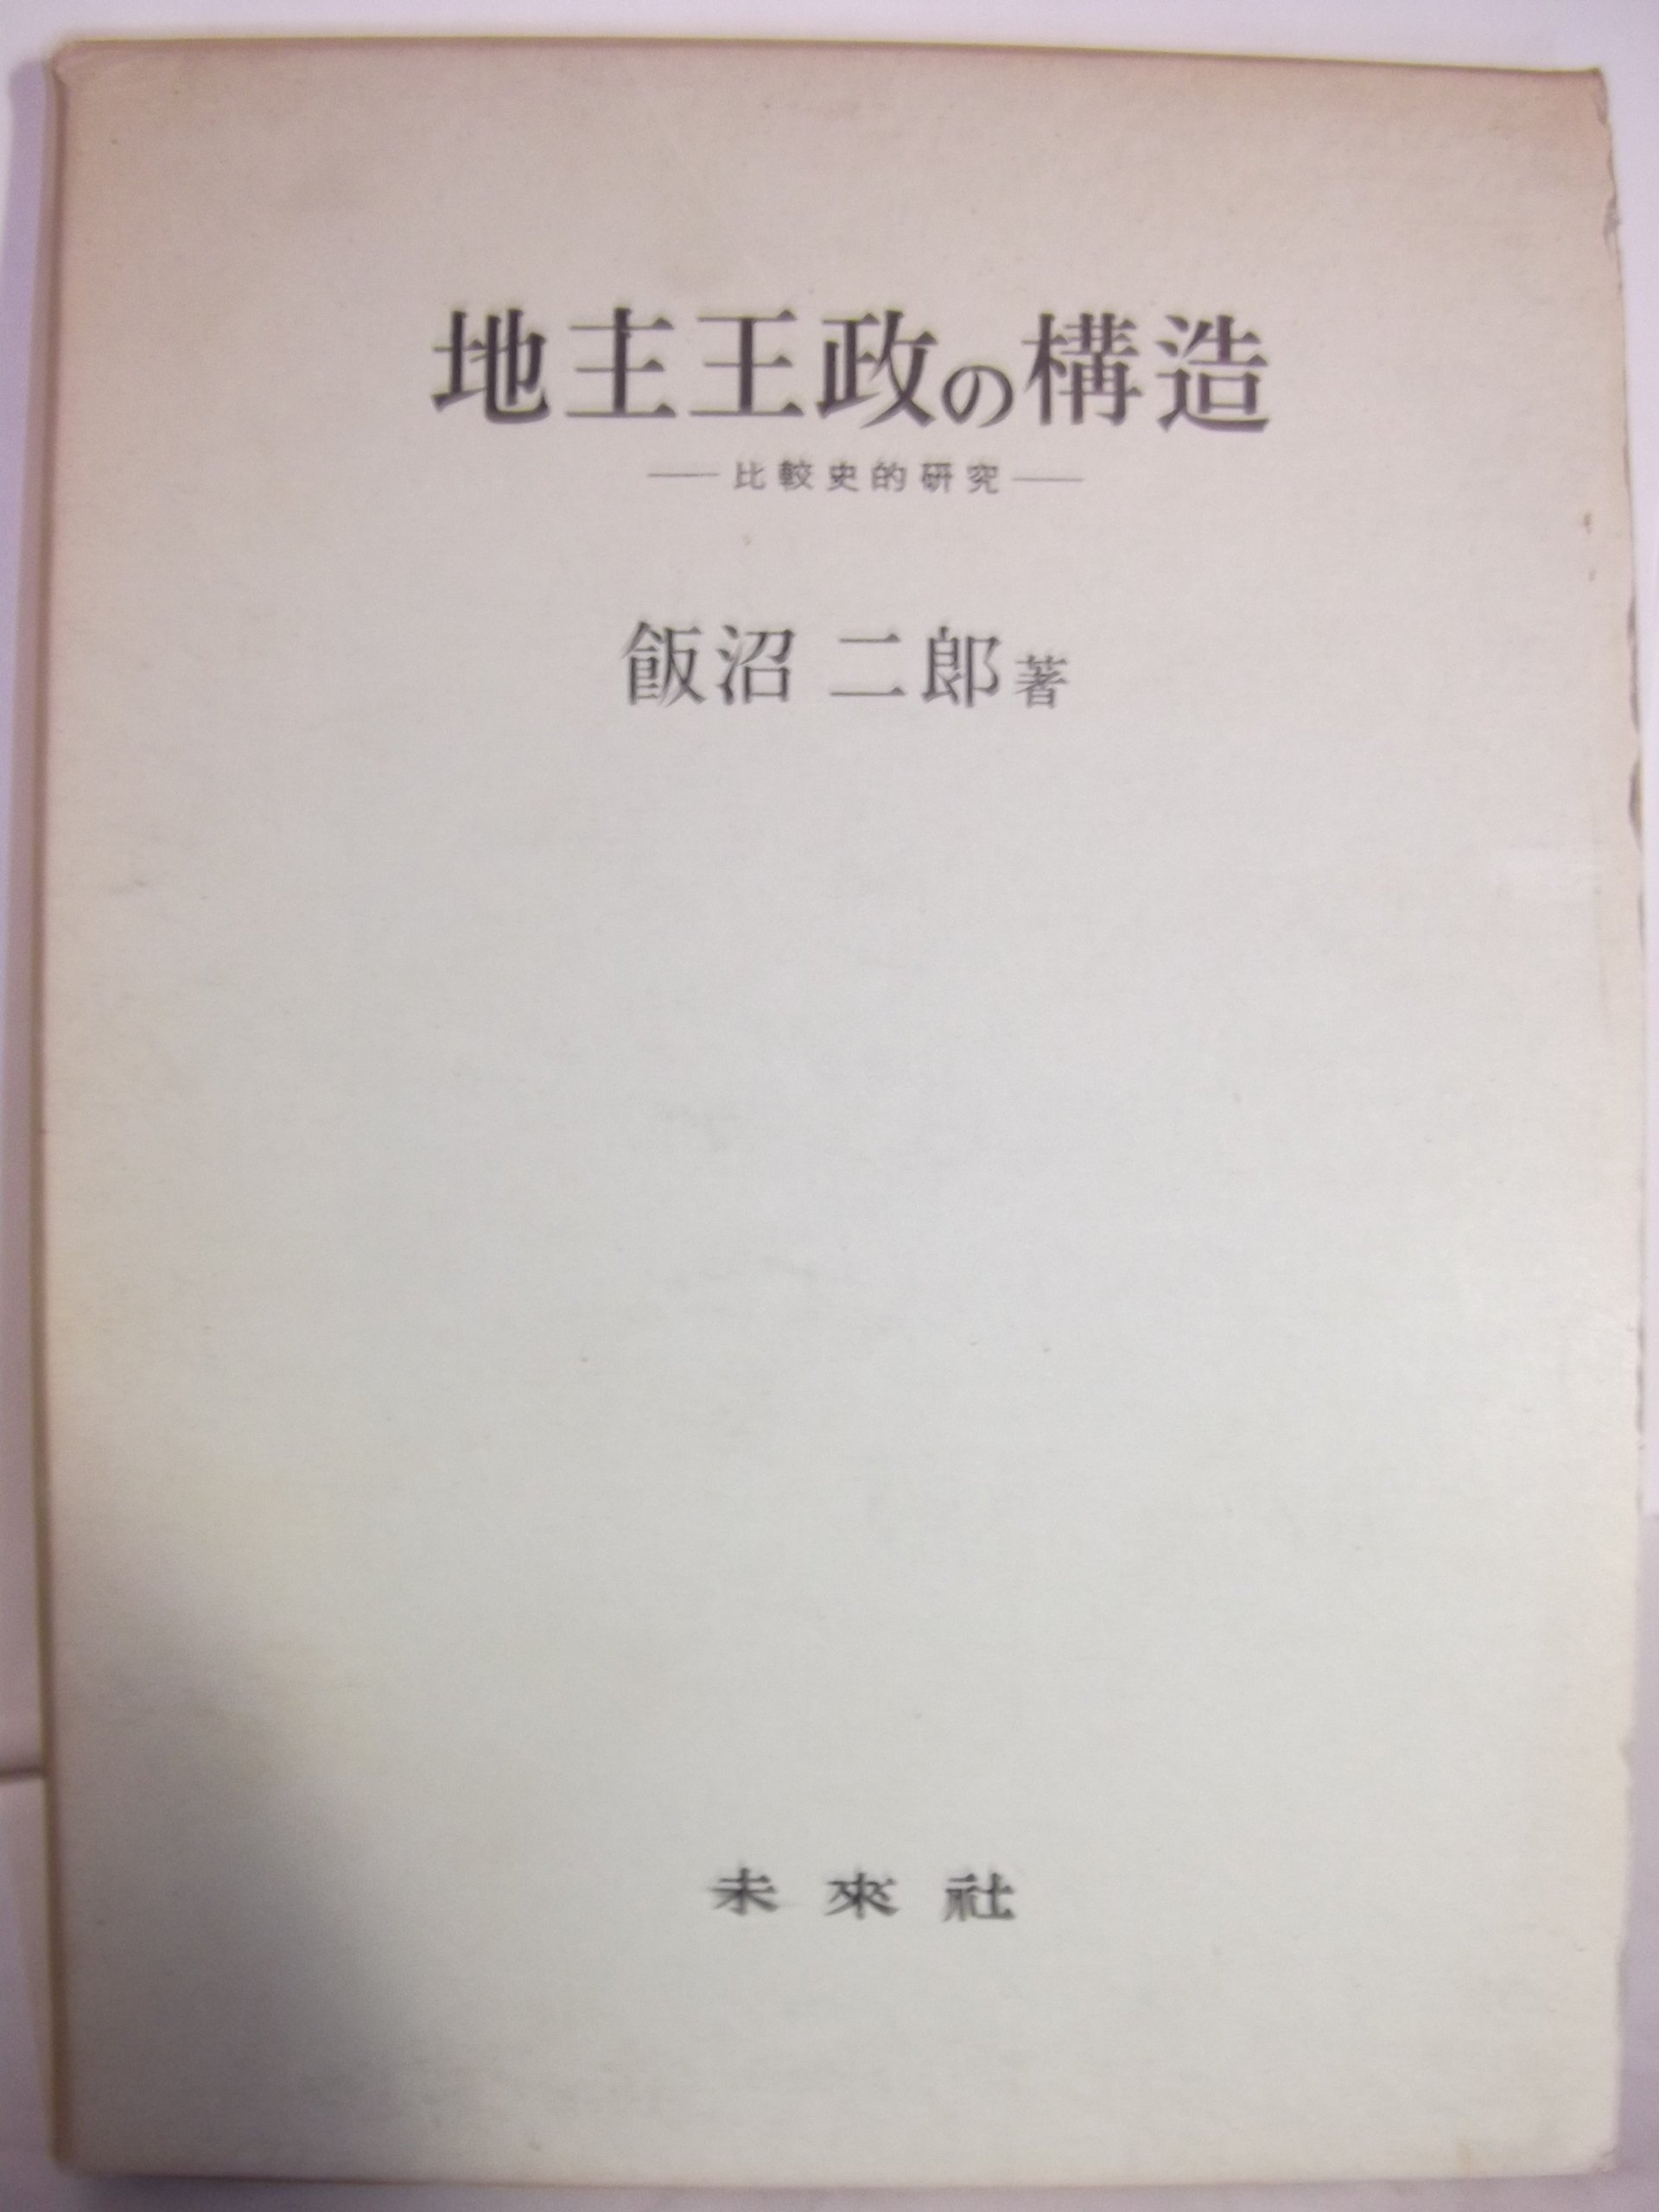 地主王政の構造
――比較史的研究――
飯沼 二郎著
未來社